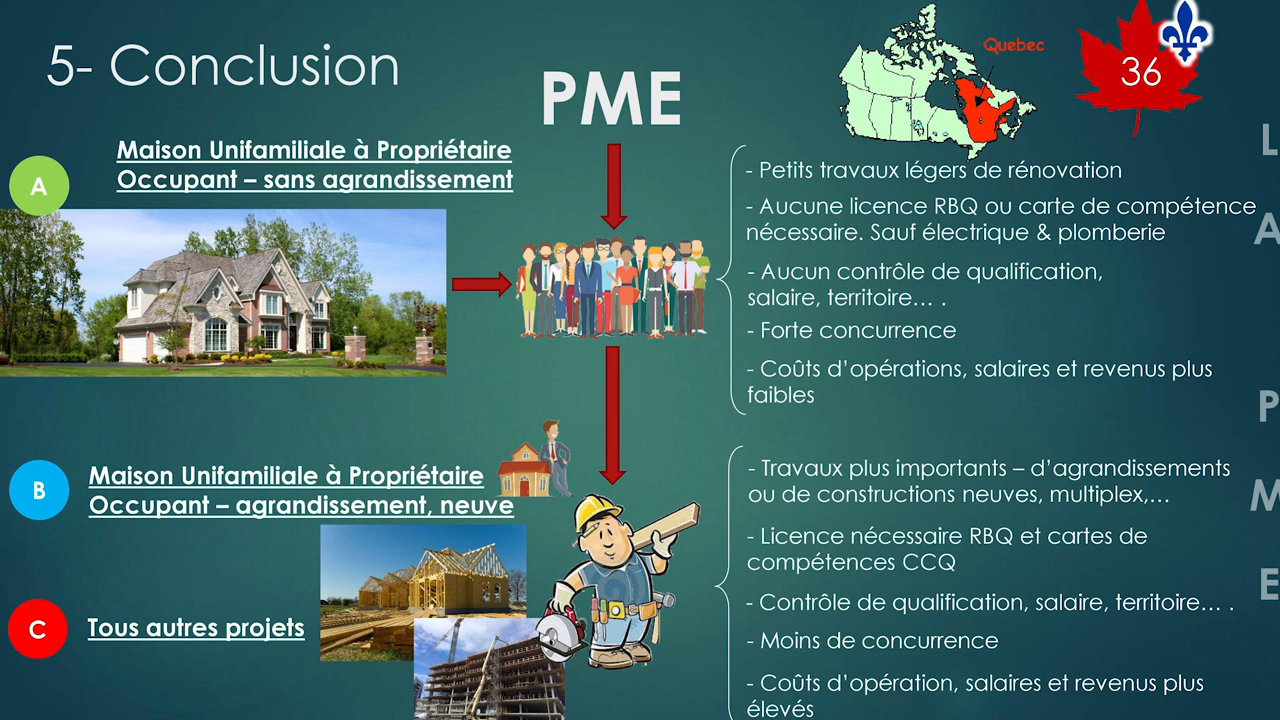 5- Conclusion
PME
Quebec
36
A
Maison Unifamiliale à Propriétaire
Occupant – sans agrandissement
- Petits travaux légers de rénovation
- Aucune licence RBQ ou carte de compétence
nécessaire. Sauf électrique & plomberie
- Aucun contrôle de qualification,
salaire, territoire… .
- Forte concurrence
- Coûts d’opérations, salaires et revenus plus
faibles
B
Maison Unifamiliale à Propriétaire
Occupant – agrandissement, neuve
C
Tous autres projets
- Travaux plus importants – d’agrandissements
ou de constructions neuves, multiplex,…
- Licence nécessaire RBQ et cartes de
compétences CCQ
- Contrôle de qualification, salaire, territoire… .
- Moins de concurrence
- Coûts d’opération, salaires et revenus plus
élevés
L
A
P
M
E